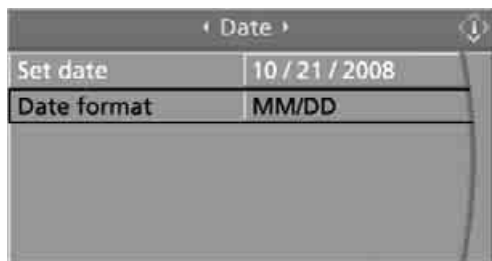 Date
Set date 10 / 21 / 2008
Date format MM/DD